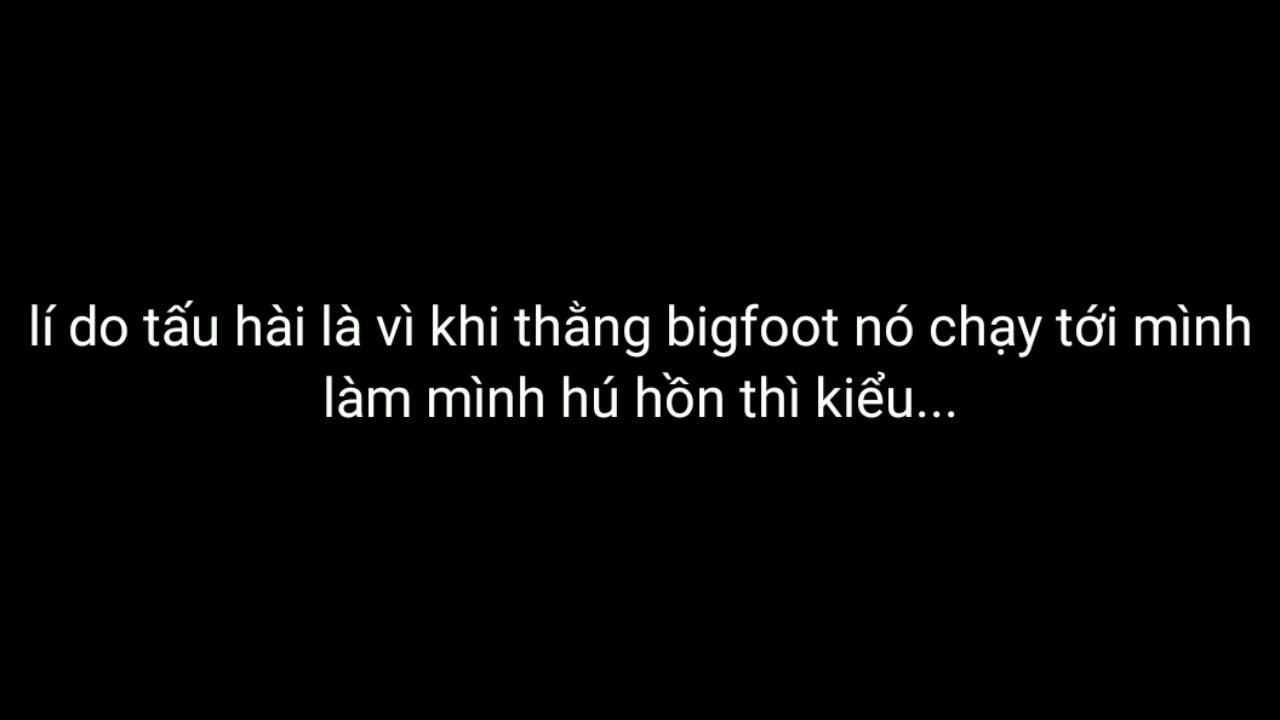 lí do tấu hài là vì khi thằng bigfoot nó chạy tới mình
làm mình hú hồn thì kiểu...